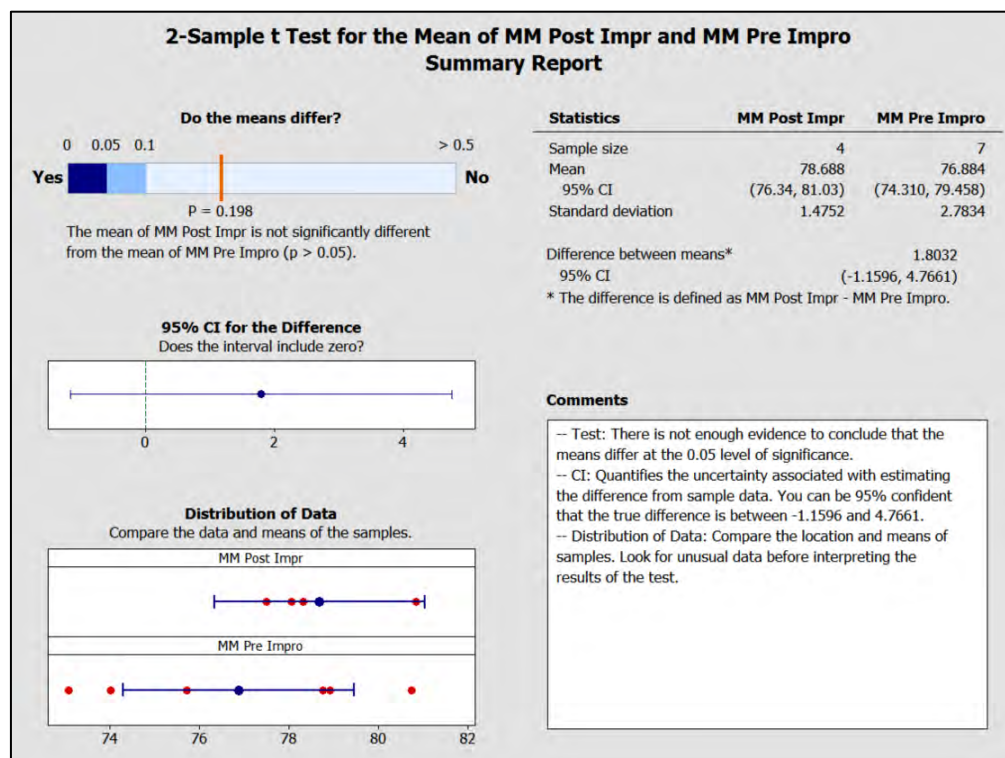 2-Sample t Test for the Mean of MM Post Impr and MM Pre Impro
Summary Report
Do the means differ?
0 0.05 0.1 > 0.5
Yes No
P = 0.198
The mean of MM Post Impr is not significantly different
from the mean of MM Pre Impro (p > 0.05).
95% CI for the Difference
Does the interval include zero?
0 2 4
Distribution of Data
Compare the data and means of the samples.
MM Post Impr
MM Pre Impro
74 76 78 80 82
Statistics MM Post Impr MM Pre Impro
Sample size 4 7
Mean 78.688 76.884
95% CI (76.34, 81.03) (74.310, 79.458)
Standard deviation 1.4752 2.7834
Difference between means* 1.8032
95% CI (-1.1596, 4.7661)
* The difference is defined as MM Post Impr - MM Pre Impro.
Comments
-- Test: There is not enough evidence to conclude that the
means differ at the 0.05 level of significance.
-- CI: Quantifies the uncertainty associated with estimating
the difference from sample data. You can be 95% confident
that the true difference is between -1.1596 and 4.7661.
-- Distribution of Data: Compare the location and means of
samples. Look for unusual data before interpreting the
results of the test.